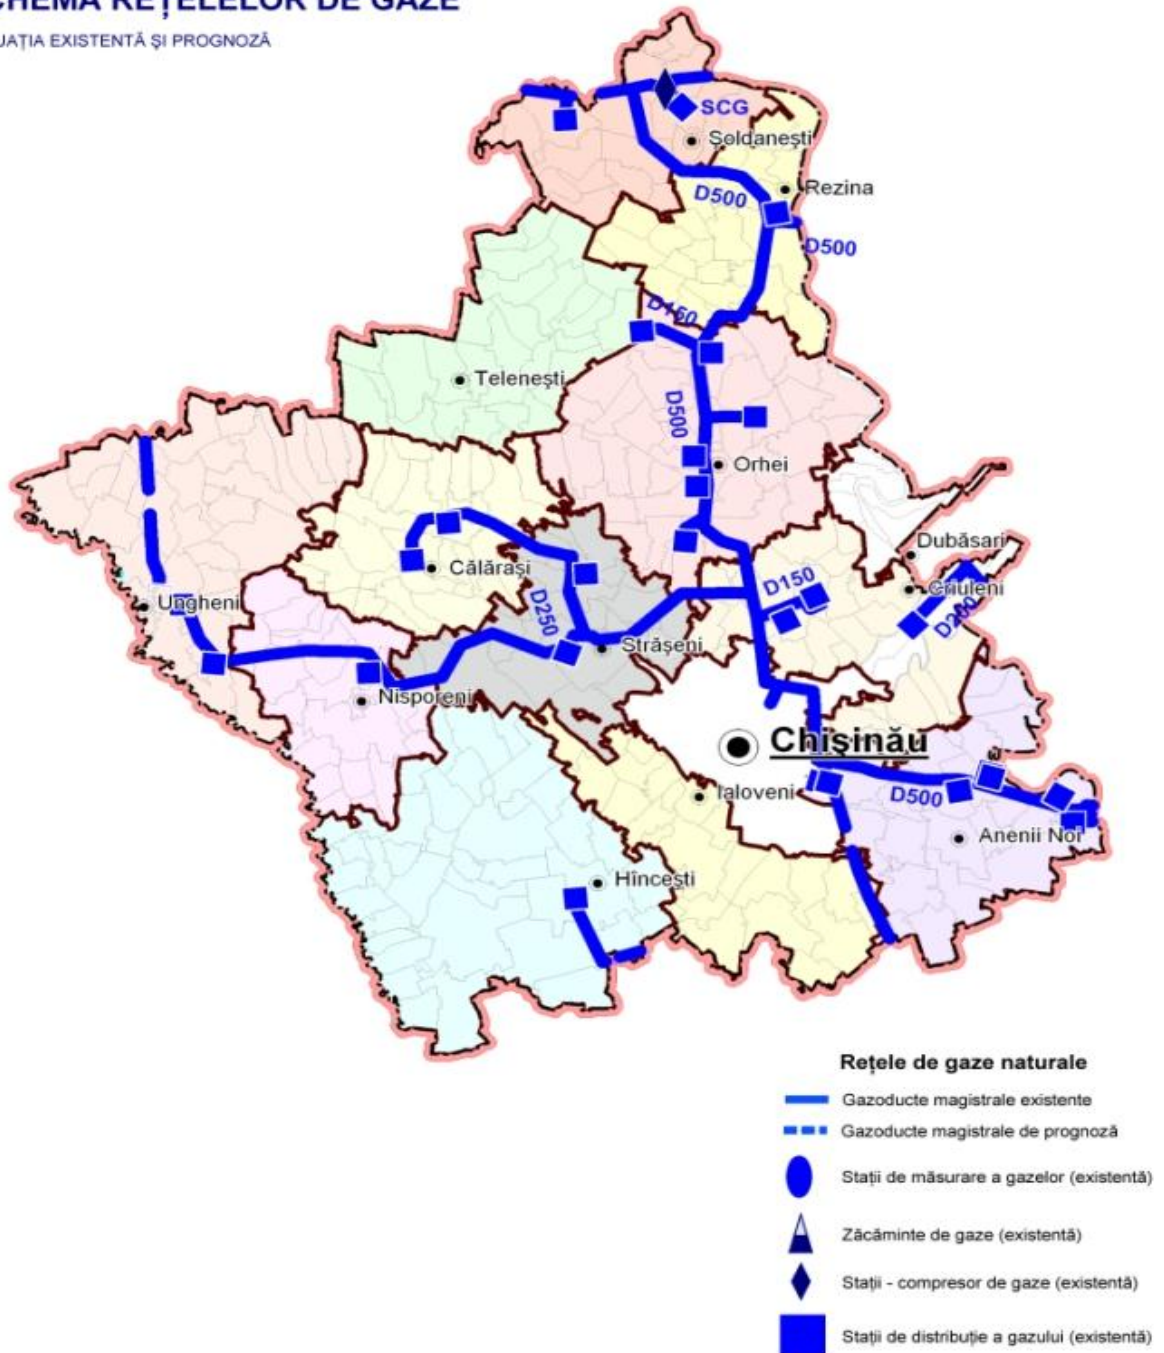 CHEMA REȚELELOR DE GAZE
UAȚIA EXISTENTĂ ȘI PROGNOZĂ
SCG
Șoldanești
Rezina
D500
D500
D150
Telenești
D500
Orhei
Dubăsari
Călărași
D150
Criuleni
Ungheni
D250
D200
Strășeni
Nisporeni
Chișinău
Ialoveni
D500
Anenii Noi
Hîncești
Rețele de gaze naturale
Gazoducte magistrale existente
Gazoducte magistrale de prognoză
Stații de măsurare a gazelor (existentă)
Zăcăminte de gaze (existentă)
Stații - compresor de gaze (existentă)
Stații de distribuție a gazului (existentă)